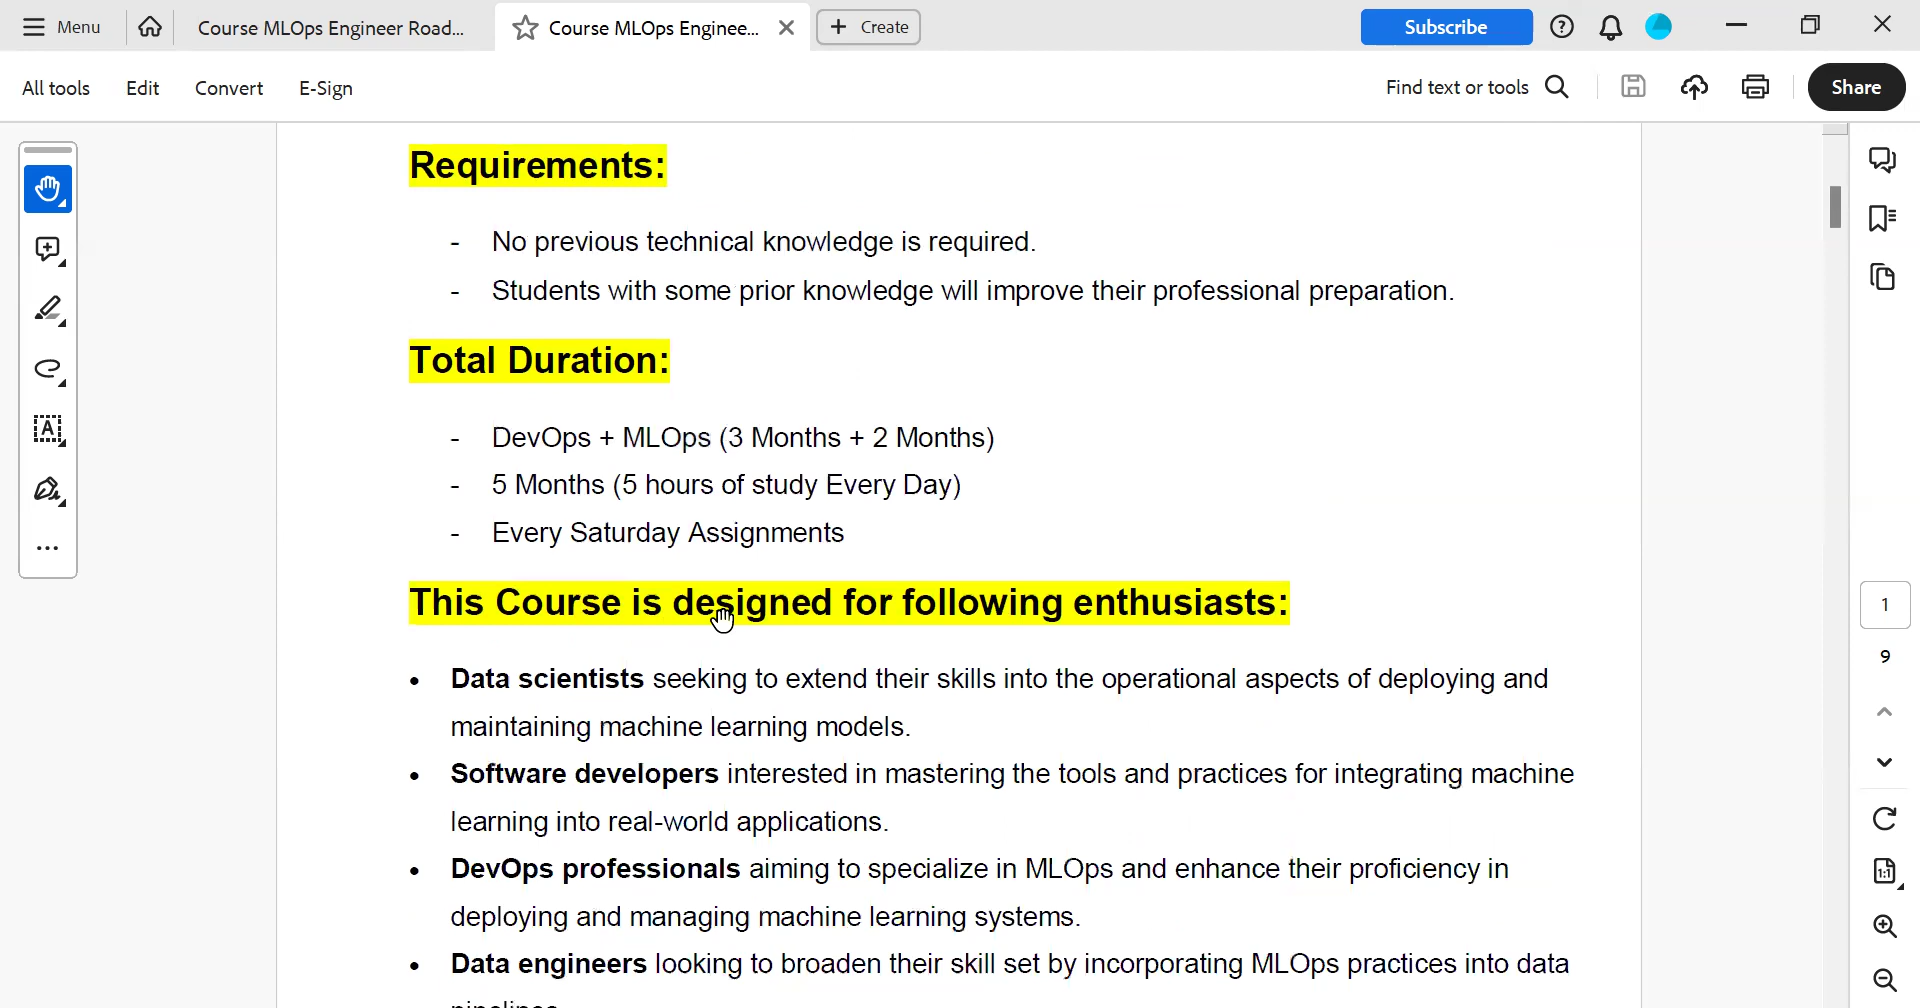 Menu
Course MLOps Engineer Road...
Course MLOps Enginee...
Create
Subscribe
All tools
Edit
Convert
E-Sign
Find text or tools
Share
Requirements:
- No previous technical knowledge is required.
- Students with some prior knowledge will improve their professional preparation.
Total Duration:
- DevOps + MLOps (3 Months + 2 Months)
- 5 Months (5 hours of study Every Day)
- Every Saturday Assignments
This Course is designed for following enthusiasts:
• Data scientists seeking to extend their skills into the operational aspects of deploying and
maintaining machine learning models.
• Software developers interested in mastering the tools and practices for integrating machine
learning into real-world applications.
• DevOps professionals aiming to specialize in MLOps and enhance their proficiency in
deploying and managing machine learning systems.
• Data engineers looking to broaden their skill set by incorporating MLOps practices into data
1
9